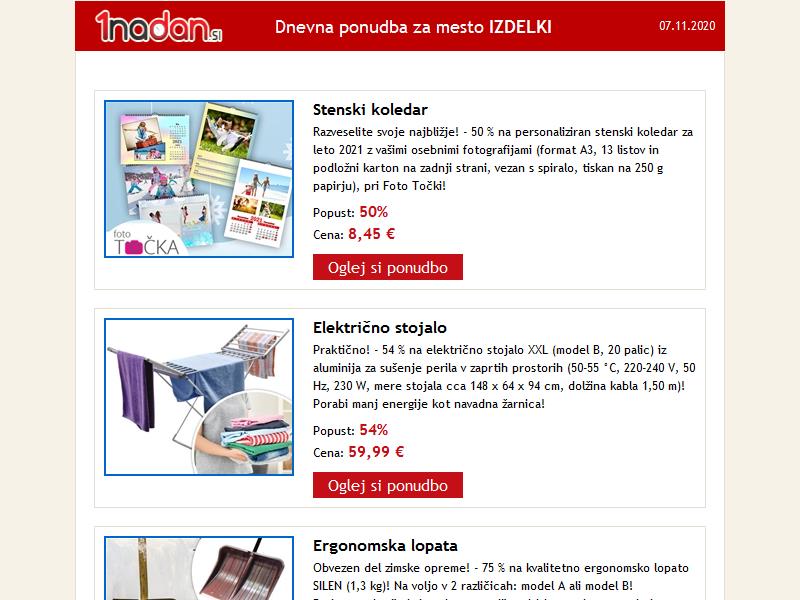 1nadan.si
Dnevna ponudba za mesto IZDELKI
07.11.2020
Stenski koledar
Razveselite svoje najbližje! - 50 % na personaliziran stenski koledar za
leto 2021 z vašimi osebnimi fotografijami (format A3, 13 listov in
podložni karton na zadnji strani, vezan s spiralo, tiskan na 250 g
papirju), pri Foto Točki!
Popust: 50%
Cena: 8,45 €
Oglej si ponudbo
foto
TOČKA
Električno stojalo
Praktično! - 54 % na električno stojalo XXL (model B, 20 palic) iz
aluminija za sušenje perila v zaprtih prostorih (50-55 °C, 220-240 V, 50
Hz, 230 W, mere stojala cca 148 x 64 x 94 cm, dolžina kabla 1,50 m)!
Porabi manj energije kot navadna žarnica!
Popust: 54%
Cena: 59,99 €
Oglej si ponudbo
Ergonomska lopata
Obvezen del zimske opreme! - 75 % na kvalitetno ergonomsko lopato
SILEN (1,3 kg)! Na voljo v 2 različicah: model A ali model B!